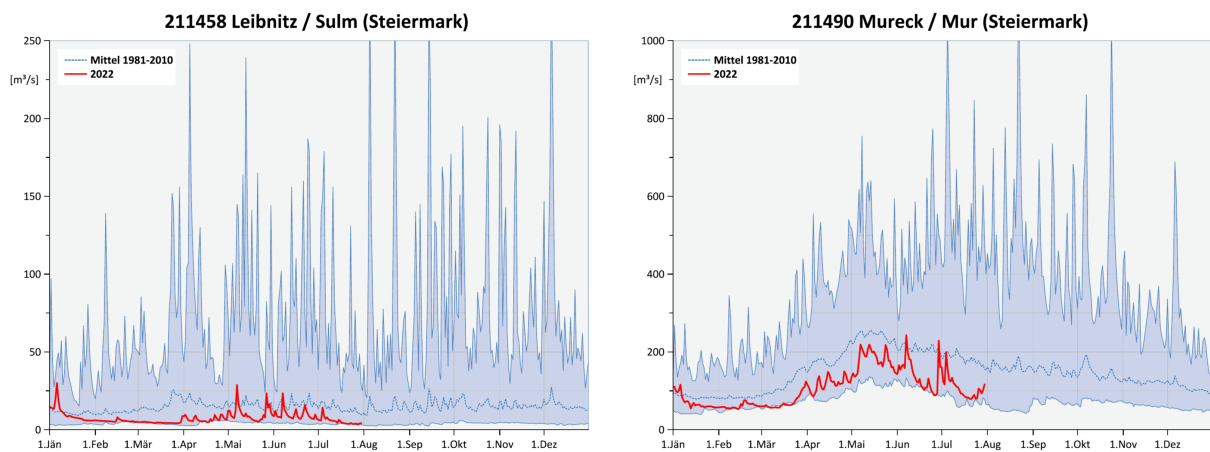 211458 Leibnitz / Sulm (Steiermark)
250
[m³/s]
200
150
100
50
0
Mittel 1981-2010
2022
1.Jän 1.Feb 1.Mär 1.Apr 1.Mai 1.Jun 1.Jul 1.Aug 1.Sep 1.Okt 1.Nov 1.Dez
211490 Mureck / Mur (Steiermark)
1000
[m³/s]
800
600
400
200
0
Mittel 1981-2010
2022
1.Jän 1.Feb 1.Mär 1.Apr 1.Mai 1.Jun 1.Jul 1.Aug 1.Sep 1.Okt 1.Nov 1.Dez